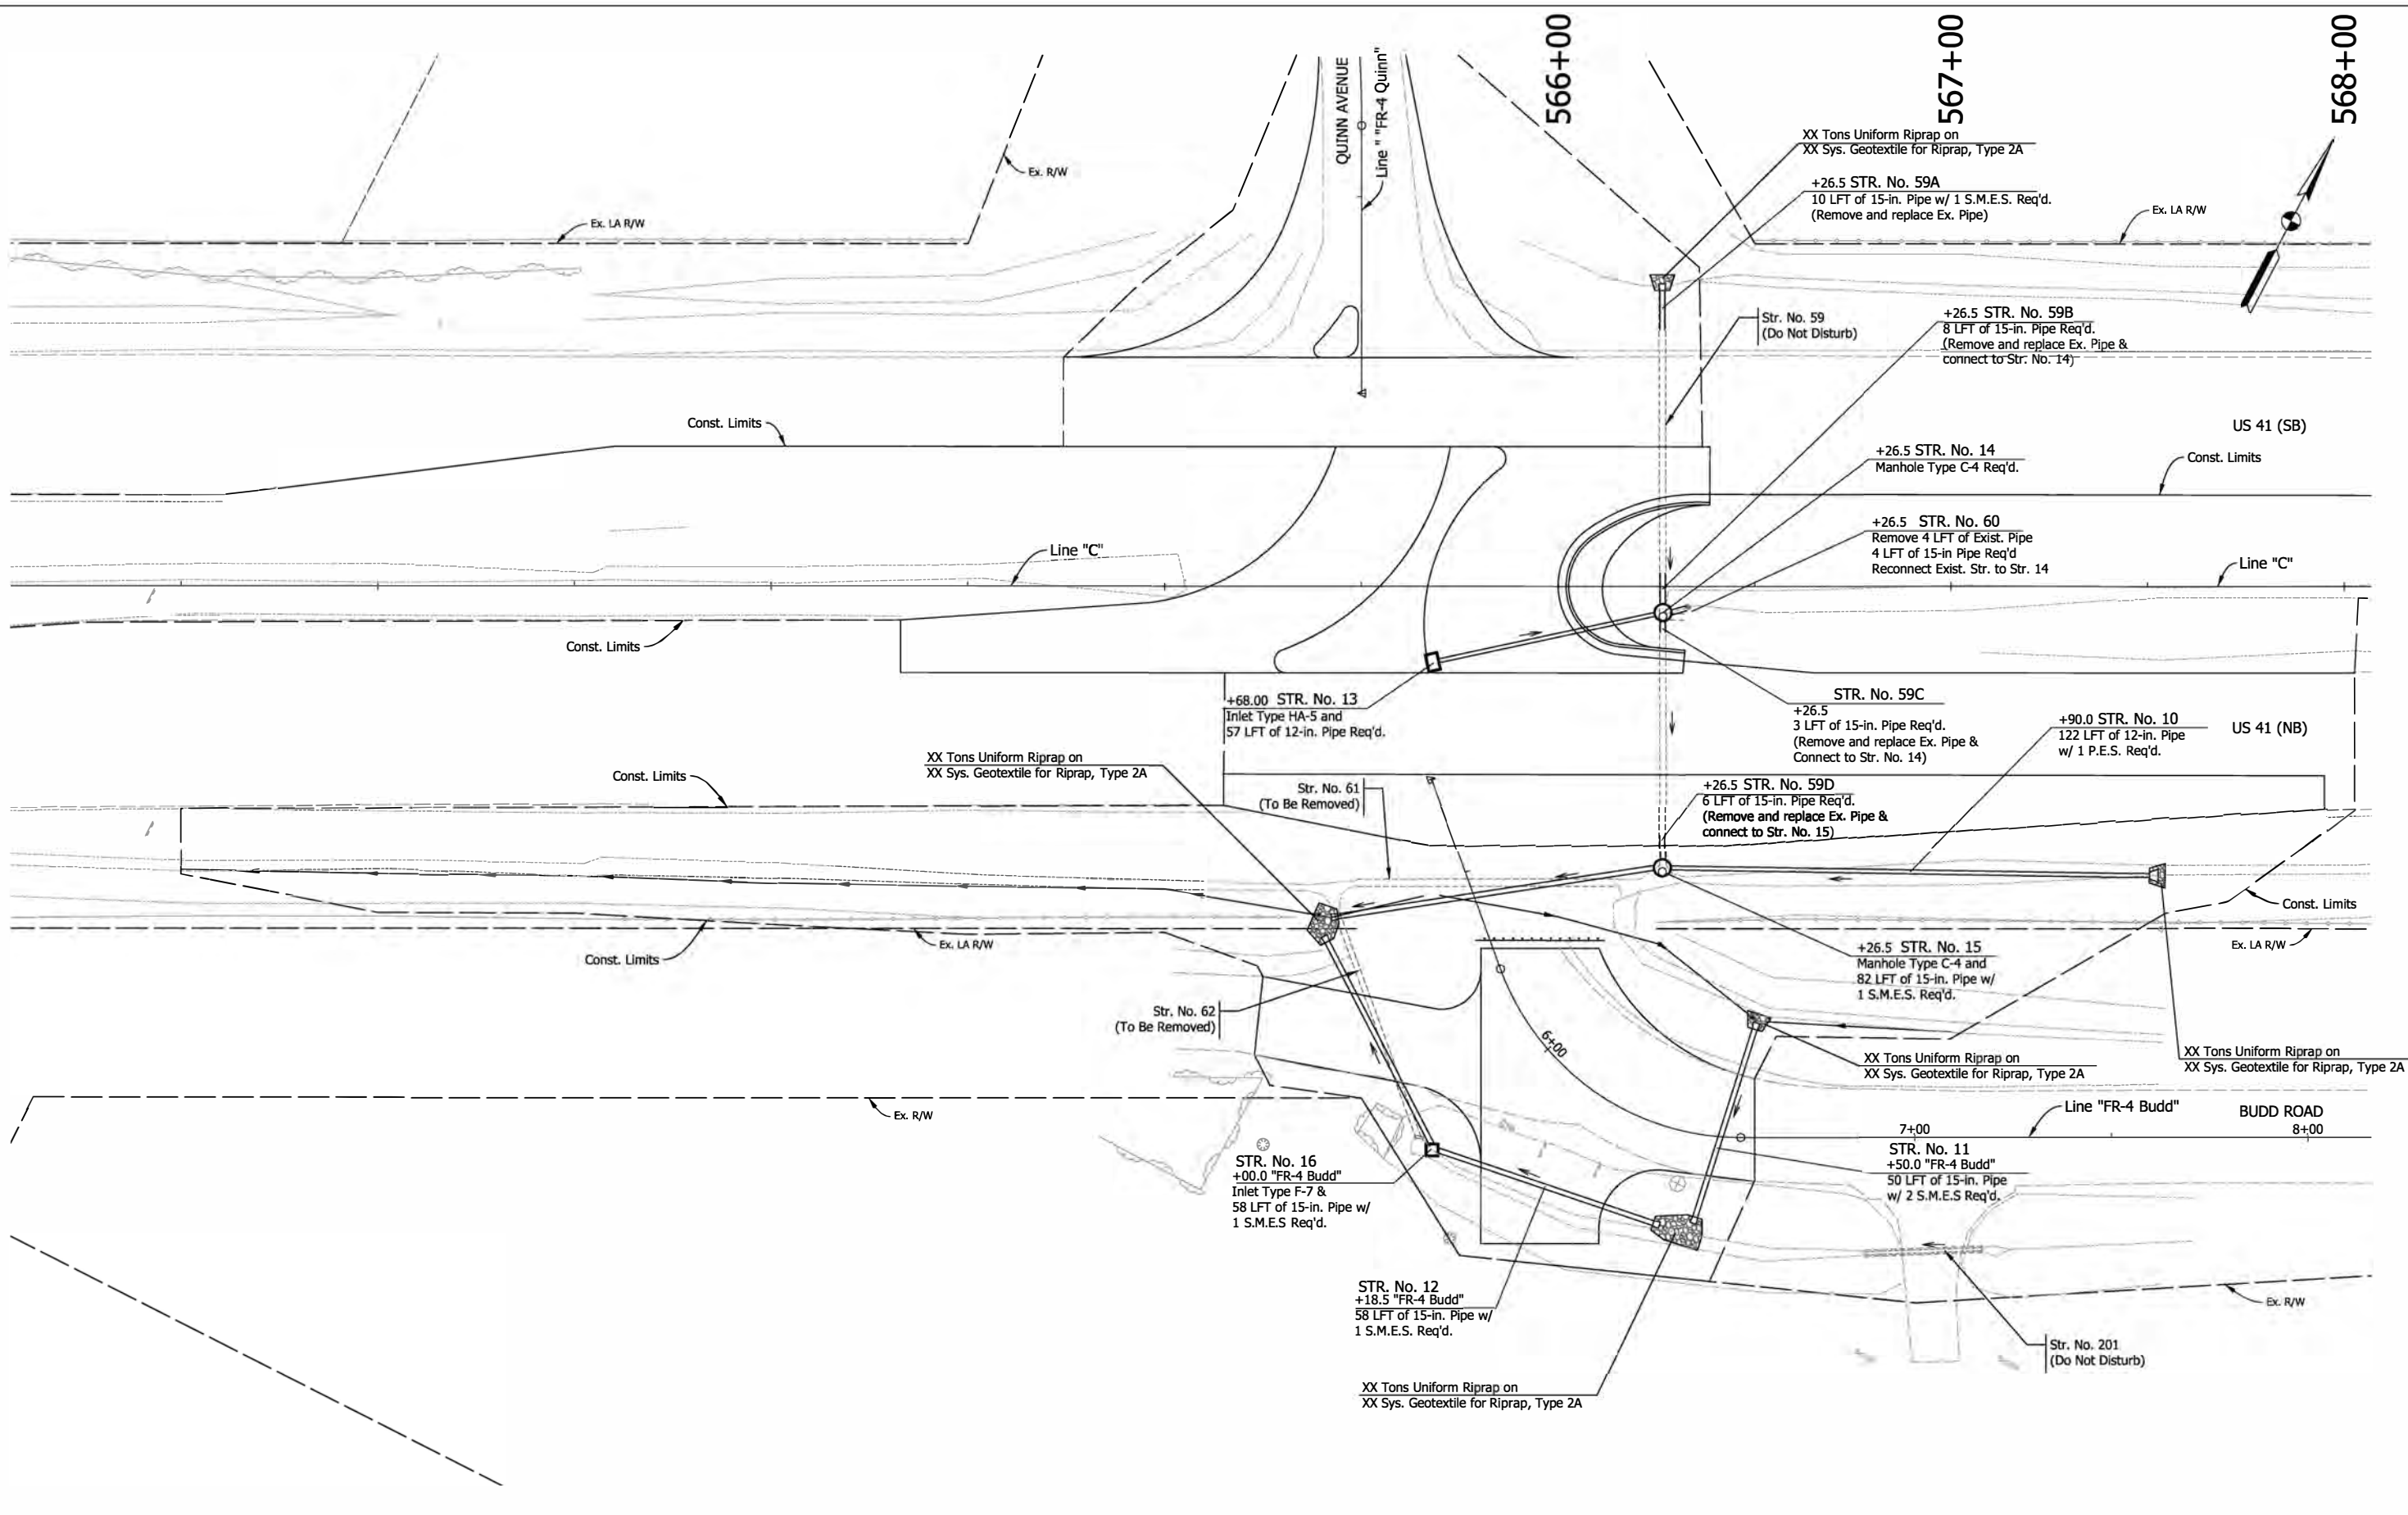 566+00
567+00
568+00
QUINN AVENUE
Line " "FR-4 Quinn"
Ex. R/W
Ex. LA R/W
XX Tons Uniform Riprap on
XX Sys. Geotextile for Riprap, Type 2A
+26.5 STR. No. 59A
10 LFT of 15-in. Pipe w/ 1 S.M.E.S. Req'd.
(Remove and replace Ex. Pipe)
Ex. LA R/W
Str. No. 59
(Do Not Disturb)
+26.5 STR. No. 59B
8 LFT of 15-in. Pipe Req'd.
(Remove and replace Ex. Pipe &
connect to Str. No. 14)
Const. Limits
US 41 (SB)
+26.5 STR. No. 14
Manhole Type C-4 Req'd.
Const. Limits
+26.5 STR. No. 60
Remove 4 LFT of Exist. Pipe
4 LFT of 15-in Pipe Req'd
Reconnect Exist. Str. to Str. 14
Line "C"
Line "C"
Const. Limits
+68.00 STR. No. 13
Inlet Type HA-5 and
57 LFT of 12-in. Pipe Req'd.
STR. No. 59C
+26.5
3 LFT of 15-in. Pipe Req'd.
(Remove and replace Ex. Pipe &
Connect to Str. No. 14)
+90.0 STR. No. 10
122 LFT of 12-in. Pipe
w/ 1 P.E.S. Req'd.
US 41 (NB)
XX Tons Uniform Riprap on
XX Sys. Geotextile for Riprap, Type 2A
Const. Limits
Str. No. 61
(To Be Removed)
+26.5 STR. No. 59D
6 LFT of 15-in. Pipe Req'd.
(Remove and replace Ex. Pipe &
connect to Str. No. 15)
Const. Limits
Ex. LA R/W
Const. Limits
Ex. LA R/W
+26.5 STR. No. 15
Manhole Type C-4 and
82 LFT of 15-in. Pipe w/
1 S.M.E.S. Req'd.
Str. No. 62
(To Be Removed)
6+00
XX Tons Uniform Riprap on
XX Sys. Geotextile for Riprap, Type 2A
XX Tons Uniform Riprap on
XX Sys. Geotextile for Riprap, Type 2A
Ex. R/W
Line "FR-4 Budd"
BUDD ROAD
7+00
8+00
STR. No. 16
+00.0 "FR-4 Budd"
Inlet Type F-7 &
58 LFT of 15-in. Pipe w/
1 S.M.E.S Req'd.
STR. No. 11
+50.0 "FR-4 Budd"
50 LFT of 15-in. Pipe
w/ 2 S.M.E.S Req'd.
STR. No. 12
+18.5 "FR-4 Budd"
58 LFT of 15-in. Pipe w/
1 S.M.E.S. Req'd.
Ex. R/W
Str. No. 201
(Do Not Disturb)
XX Tons Uniform Riprap on
XX Sys. Geotextile for Riprap, Type 2A